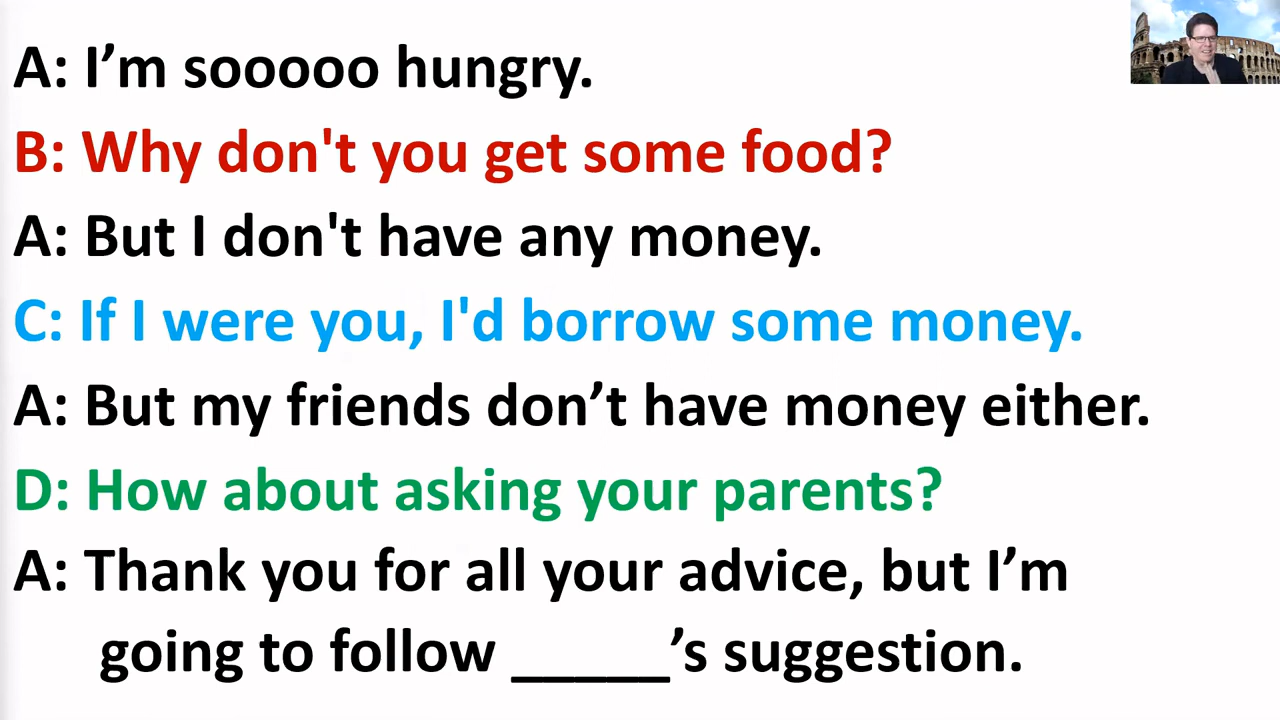 A: I’m sooooo hungry.
B: Why don't you get some food?
A: But I don't have any money.
C: If I were you, I'd borrow some money.
A: But my friends don’t have money either.
D: How about asking your parents?
A: Thank you for all your advice, but I’m
going to follow _____’s suggestion.